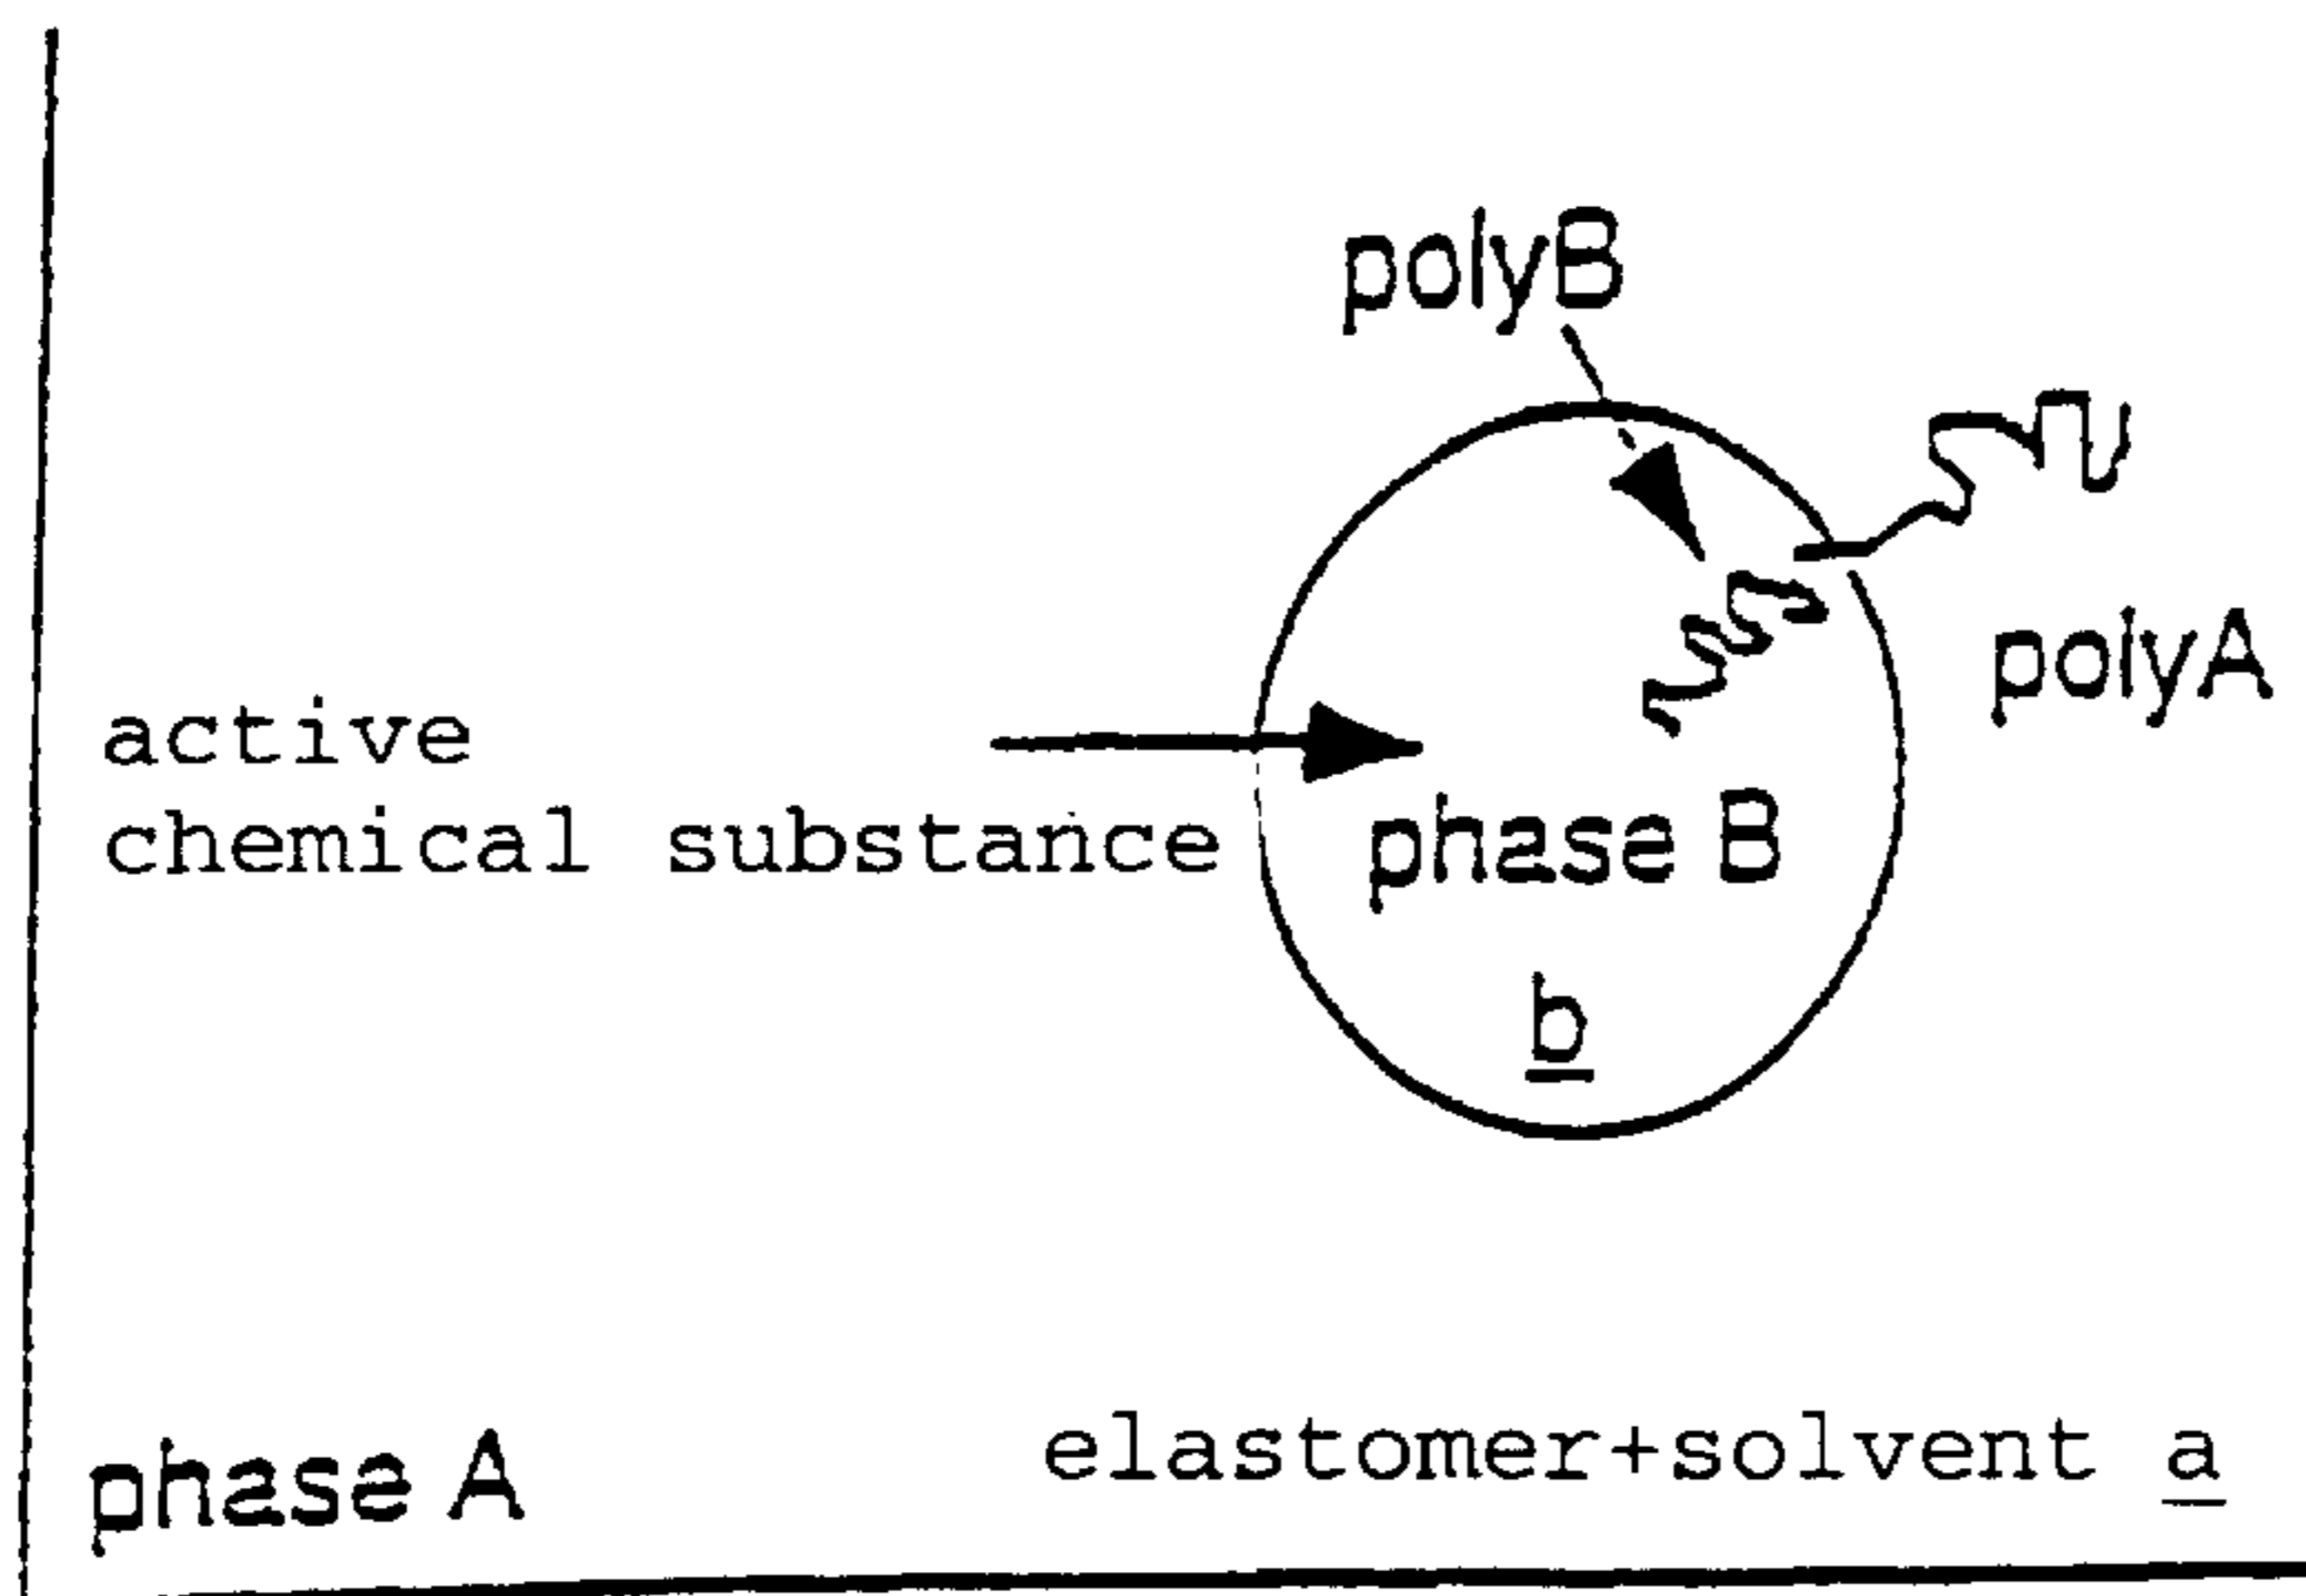 polyB
polyA
active
chemical substance
phase B
b
elastomer+solvent a
phase A